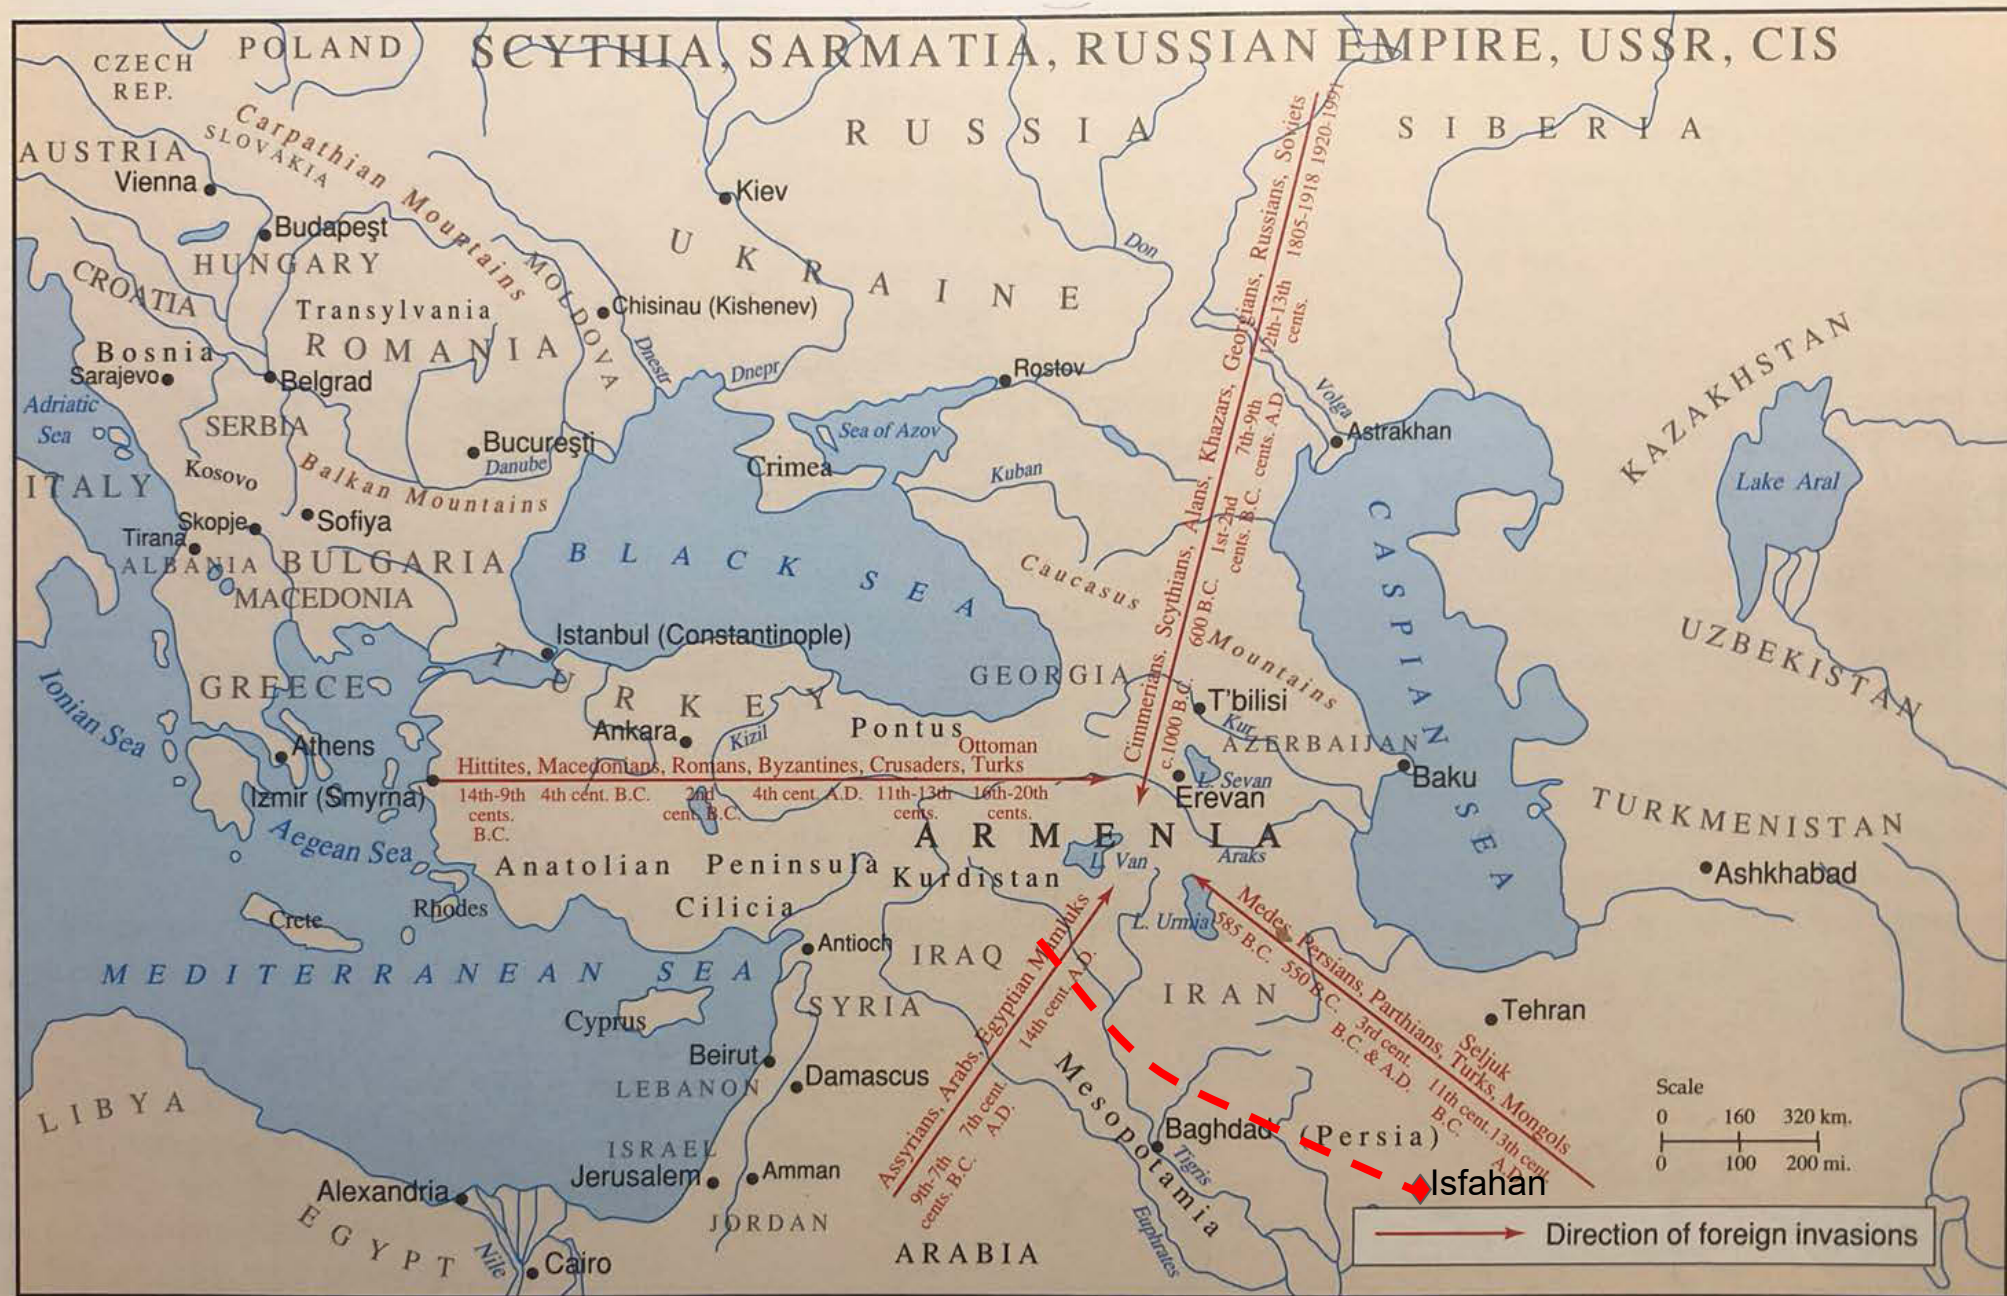 SCYTHIA, SARMATIA, RUSSIAN EMPIRE, USSR, CIS
CZECH
REP.
POLAND
Carpathian Mountains
SLOVAKIA
AUSTRIA
Vienna
RUSSIA
SIBERIA
Kiev
Budapeşt
HUNGARY
UKRAINE
Don
CROATIA
MOLDOVA
Transylvania
Chisinau (Kishenev)
ROMANIA
Bosnia
Sarajevo
Belgrad
Dnestr
Dnepr
Rostov
Volga
Astrakhan
KAZAKHSTAN
Adriatic
Sea
SERBIA
Bucureşti
Danube
Sea of Azov
Crimea
Kuban
Lake Aral
Kosovo
Balkan Mountains
ITALY
Skopje
Sofiya
Tirana
ALBANIA
BULGARIA
MACEDONIA
BLACK SEA
Caucasus Mountains
CASPIAN SEA
UZBEKISTAN
Istanbul (Constantinople)
GREECE
TURKEY
GEORGIA
T'bilisi
Ionian Sea
Ankara
Kizil
Pontus
Kur
AZERBAIJAN
Athens
Baku
L. Sevan
Erevan
Izmir (Smyrna)
Ottoman
Hittites, Macedonians, Romans, Byzantines, Crusaders, Turks
14th-9th
cents.
B.C.
4th cent. B.C.
2nd
cent. B.C.
4th cent. A.D.
11th-13th
cents.
16th-20th
cents.
Cimmerians, Scythians, Alans, Khazars, Georgians, Russians, Soviets
c.1000 B.C.
600 B.C.
1st-2nd
cents. B.C.
7th-9th
cents. A.D.
12th-13th
cents.
1805-1918
1920-1991
TURKMENISTAN
Ashkhabad
Aegean Sea
ARMENIA
Anatolian Peninsula
Kurdistan
L. Van
Araks
Crete
Rhodes
Cilicia
L. Urmia
Antioch
IRAQ
IRAN
MEDITERRANEAN SEA
Cyprus
SYRIA
Tehran
Medes, Persians, Parthians, Turks, Mongols
Seljuk
585 B.C.
550 B.C.
3rd cent.
B.C. & A.D.
11th cent.
B.C.
13th cent.
A.D.
Assyrians, Arabs, Egyptian Mamluks
9th-7th
cents. B.C.
7th cent.
A.D.
14th cent. A.D.
Beirut
LEBANON
Damascus
Mesopotamia
Baghdad
(Persia)
LIBYA
ISRAEL
Jerusalem
Amman
Tigris
Isfahan
Alexandria
EGYPT
Nile
Cairo
JORDAN
ARABIA
Euphrates
Scale
0 160 320 km.
0 100 200 mi.
Direction of foreign invasions